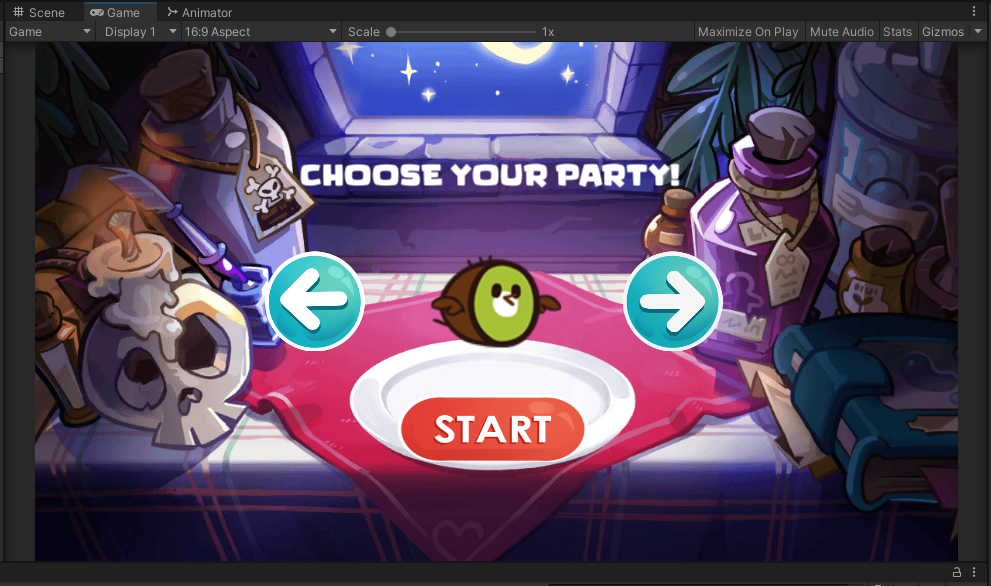 Scene
Game
Animator
Game
Display 1
16:9 Aspect
Scale
1x
Maximize On Play
Mute Audio
Stats
Gizmos
CHOOSE YOUR PARTY!
START